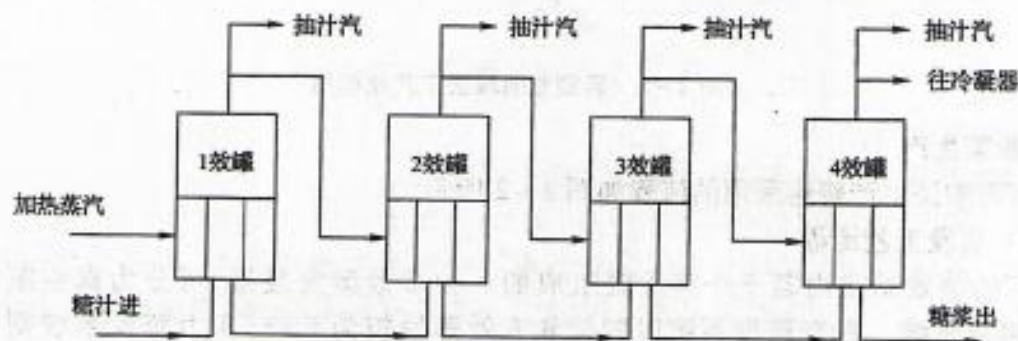 抽汁汽 抽汁汽 抽汁汽 抽汁汽
往冷凝器
1效罐 2效罐 3效罐 4效罐
加热蒸汽
糖汁进 糖浆出